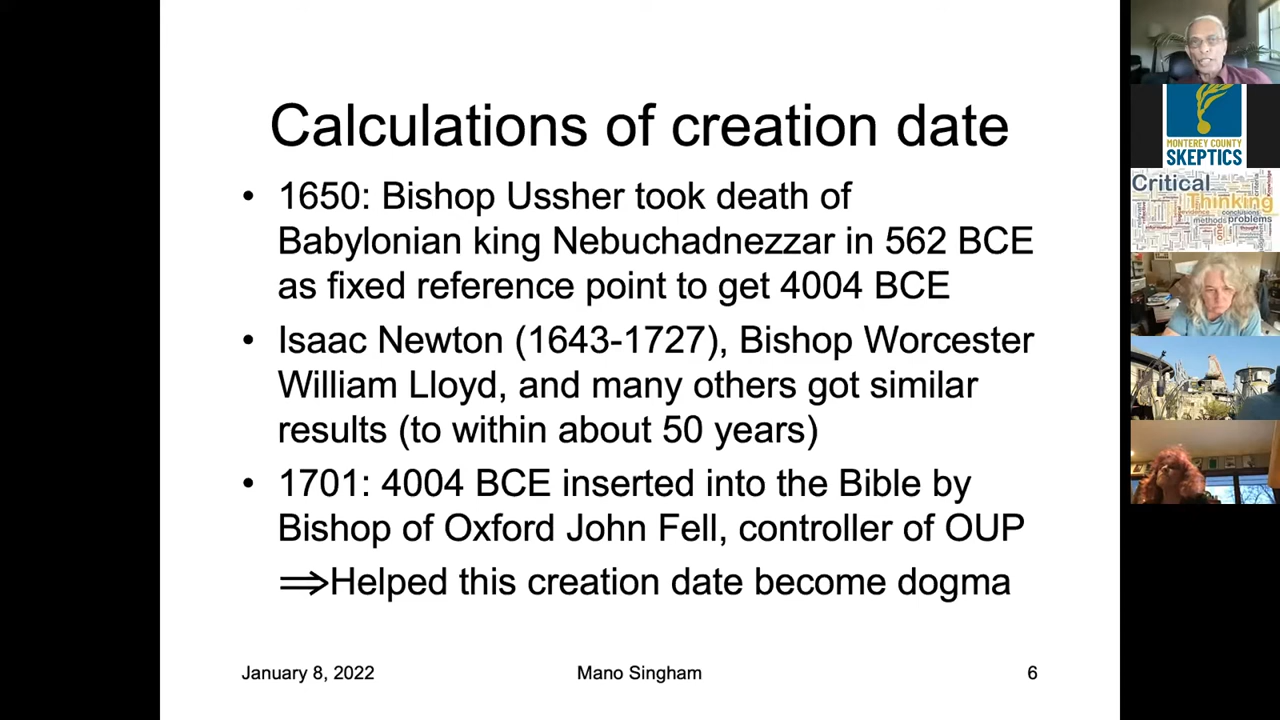 Calculations of creation date
• 1650: Bishop Ussher took death of
Babylonian king Nebuchadnezzar in 562 BCE
as fixed reference point to get 4004 BCE
• Isaac Newton (1643-1727), Bishop Worcester
William Lloyd, and many others got similar
results (to within about 50 years)
• 1701: 4004 BCE inserted into the Bible by
Bishop of Oxford John Fell, controller of OUP
⇒Helped this creation date become dogma
January 8, 2022
Mano Singham
6
MONTEREY COUNTY
SKEPTICS
Critical
Thinking
conclusions
methods problems